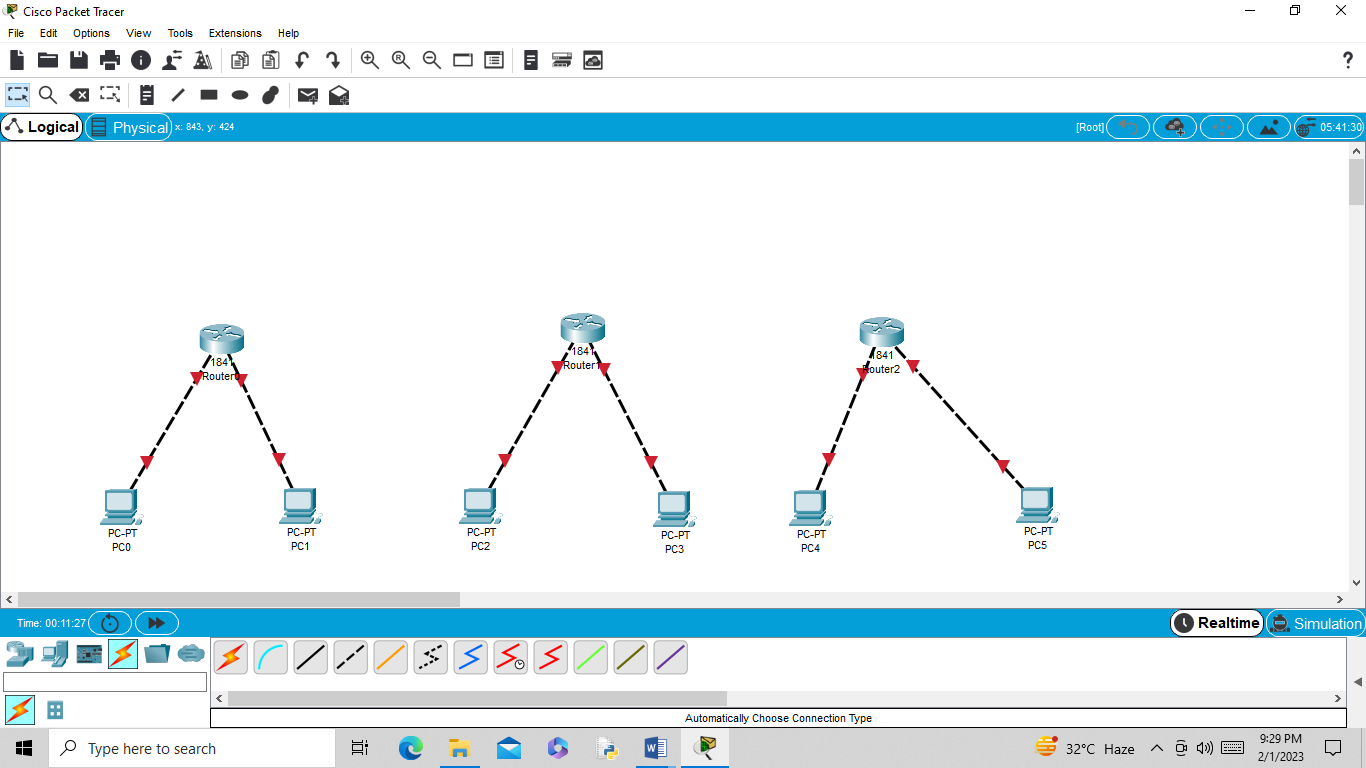 Cisco Packet Tracer
File Edit Options View Tools Extensions Help
R
?
Logical Physical x: 843, y: 424 [Root] 05:41:30
1841
Router0
1841
Router1
1841
Router2
PC-PT
PC0
PC-PT
PC1
PC-PT
PC2
PC-PT
PC3
PC-PT
PC4
PC-PT
PC5
Time: 00:11:27 Realtime Simulation
Automatically Choose Connection Type
Type here to search
32°C Haze
9:29 PM
2/1/2023